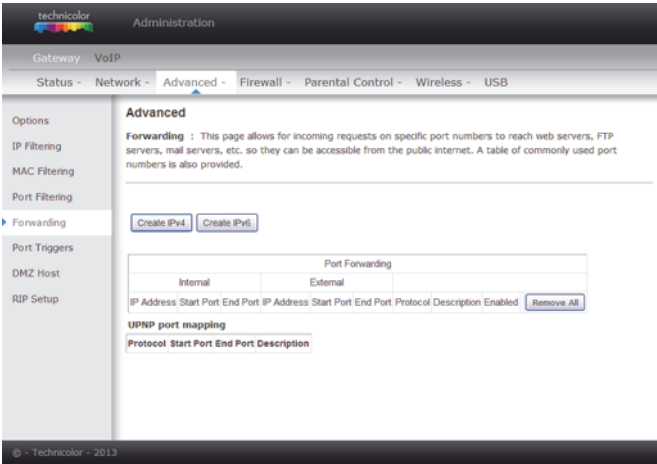 technicolor
Administration
Gateway VoIP
Status - Network - Advanced - Firewall - Parental Control - Wireless - USB
Options
IP Filtering
MAC Filtering
Port Filtering
Forwarding
Port Triggers
DMZ Host
RIP Setup
Advanced
Forwarding : This page allows for incoming requests on specific port numbers to reach web servers, FTP
servers, mail servers, etc. so they can be accessible from the public internet. A table of commonly used port
numbers is also provided.
Create IPv4 Create IPv6
Port Forwarding
Internal External
IP Address Start Port End Port IP Address Start Port End Port Protocol Description Enabled Remove All
UPNP port mapping
Protocol Start Port End Port Description
© - Technicolor - 2013